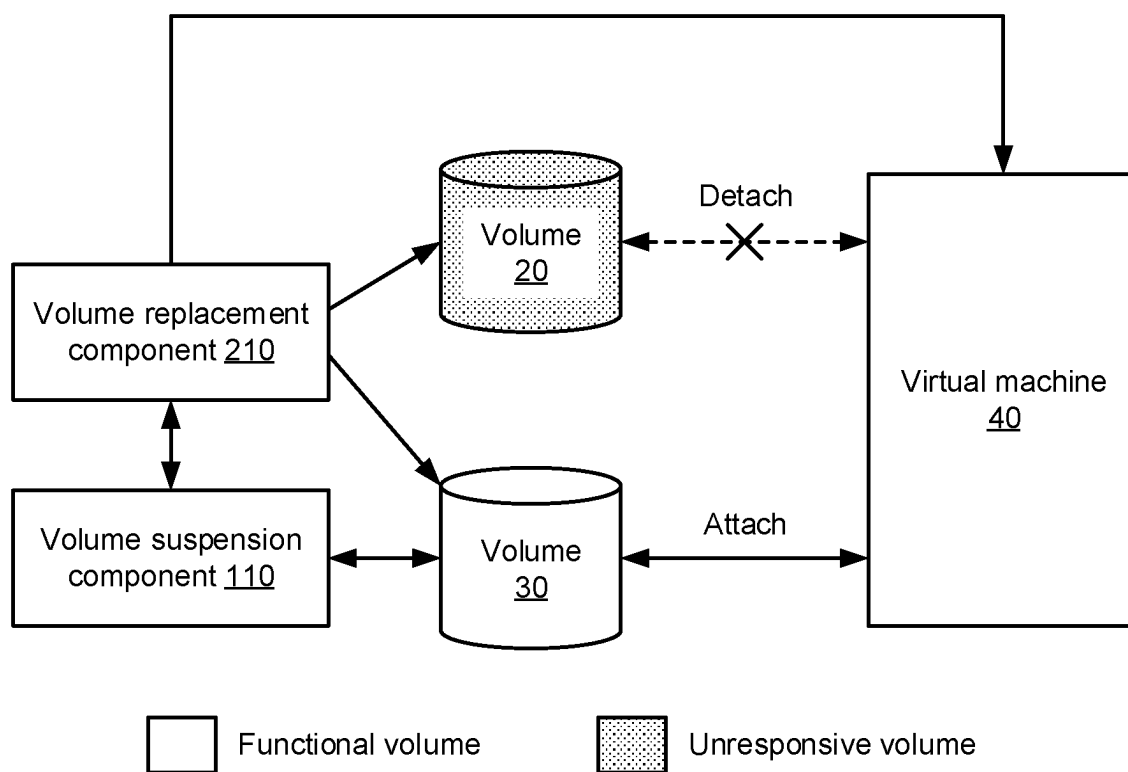 Detach
Volume
20
Volume replacement
component 210
Virtual machine
40
Volume suspension
component 110
Volume
30
Attach
Functional volume
Unresponsive volume